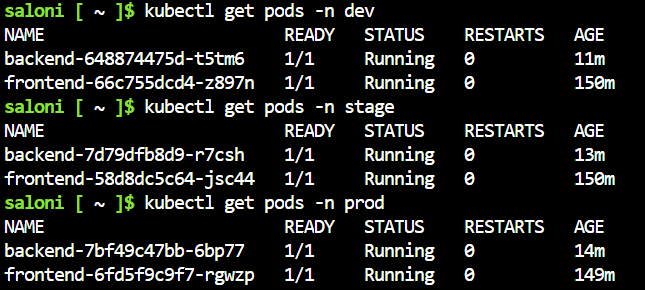 saloni [ ~ ]$ kubectl get pods -n dev
NAME READY STATUS RESTARTS AGE
backend-648874475d-t5tm6 1/1 Running 0 11m
frontend-66c755dcd4-z897n 1/1 Running 0 150m
saloni [ ~ ]$ kubectl get pods -n stage
NAME READY STATUS RESTARTS AGE
backend-7d79dfb8d9-r7csh 1/1 Running 0 13m
frontend-58d8dc5c64-jsc44 1/1 Running 0 150m
saloni [ ~ ]$ kubectl get pods -n prod
NAME READY STATUS RESTARTS AGE
backend-7bf49c47bb-6bp77 1/1 Running 0 14m
frontend-6fd5f9c9f7-rgwzp 1/1 Running 0 149m